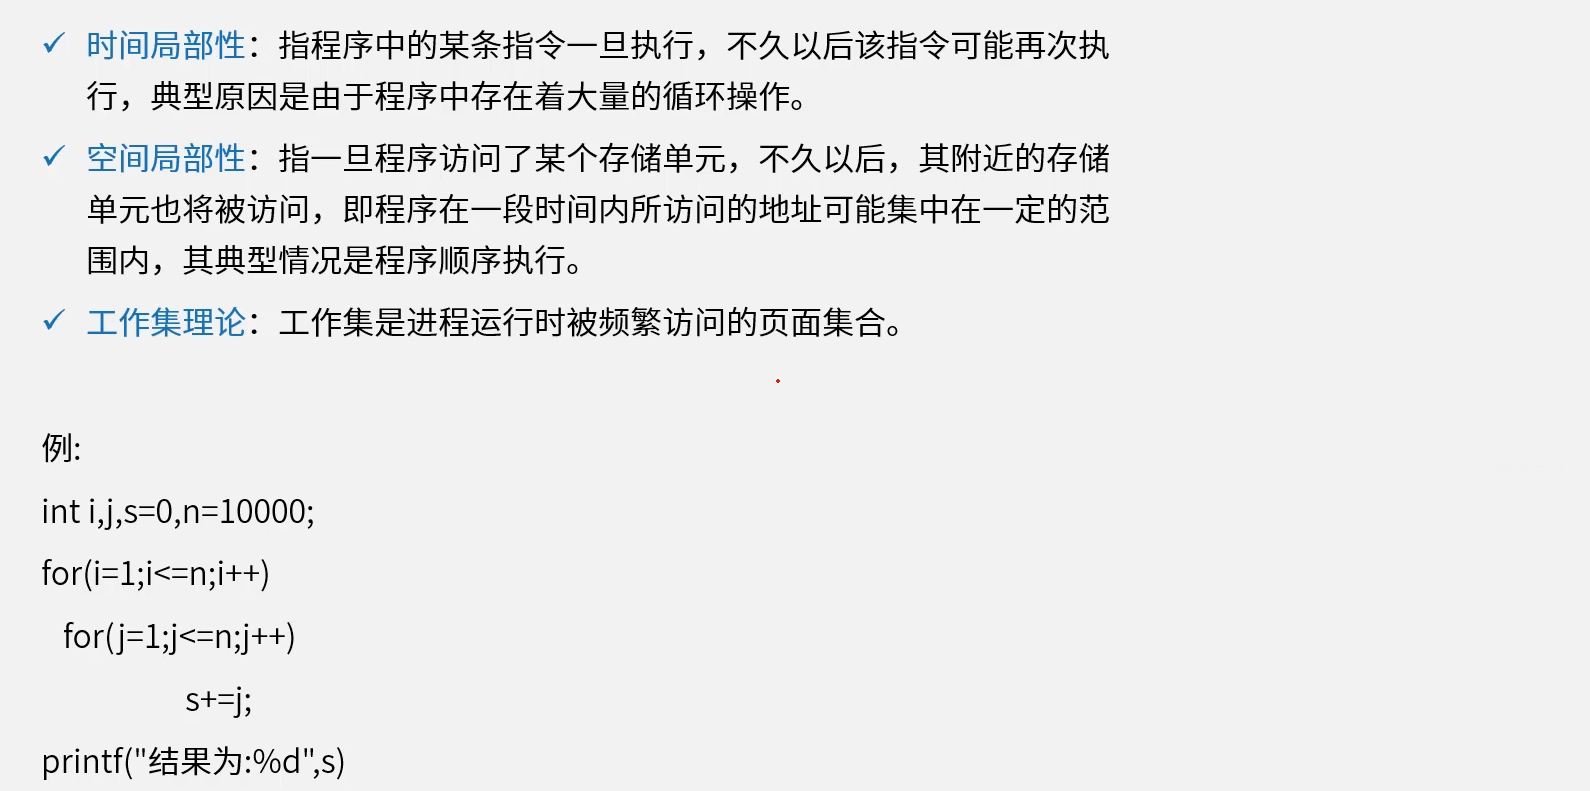 ✓ 时间局部性：指程序中的某条指令一旦执行，不久以后该指令可能再次执
行，典型原因是由于程序中存在着大量的循环操作。
✓ 空间局部性：指一旦程序访问了某个存储单元，不久以后，其附近的存储
单元也将被访问，即程序在一段时间内所访问的地址可能集中在一定的范
围内，其典型情况是程序顺序执行。
✓ 工作集理论：工作集是进程运行时被频繁访问的页面集合。
例:
int i,j,s=0,n=10000;
for(i=1;i<=n;i++)
for(j=1;j<=n;j++)
s+=j;
printf("结果为:%d",s)